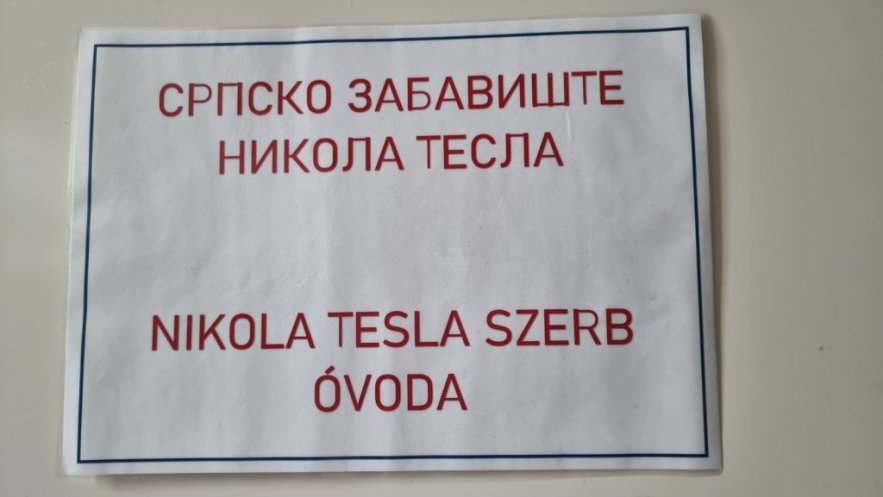 СРПСКО ЗАБАВИШТЕ
НИКОЛА ТЕСЛА
NIKOLA TESLA SZERB
ÓVODA